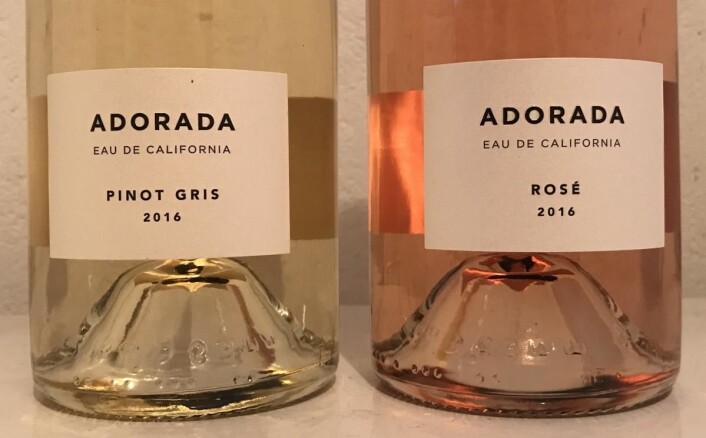 ADORADA
EAU DE CALIFORNIA
PINOT GRIS
2016
ADORADA
EAU DE CALIFORNIA
ROSÉ
2016